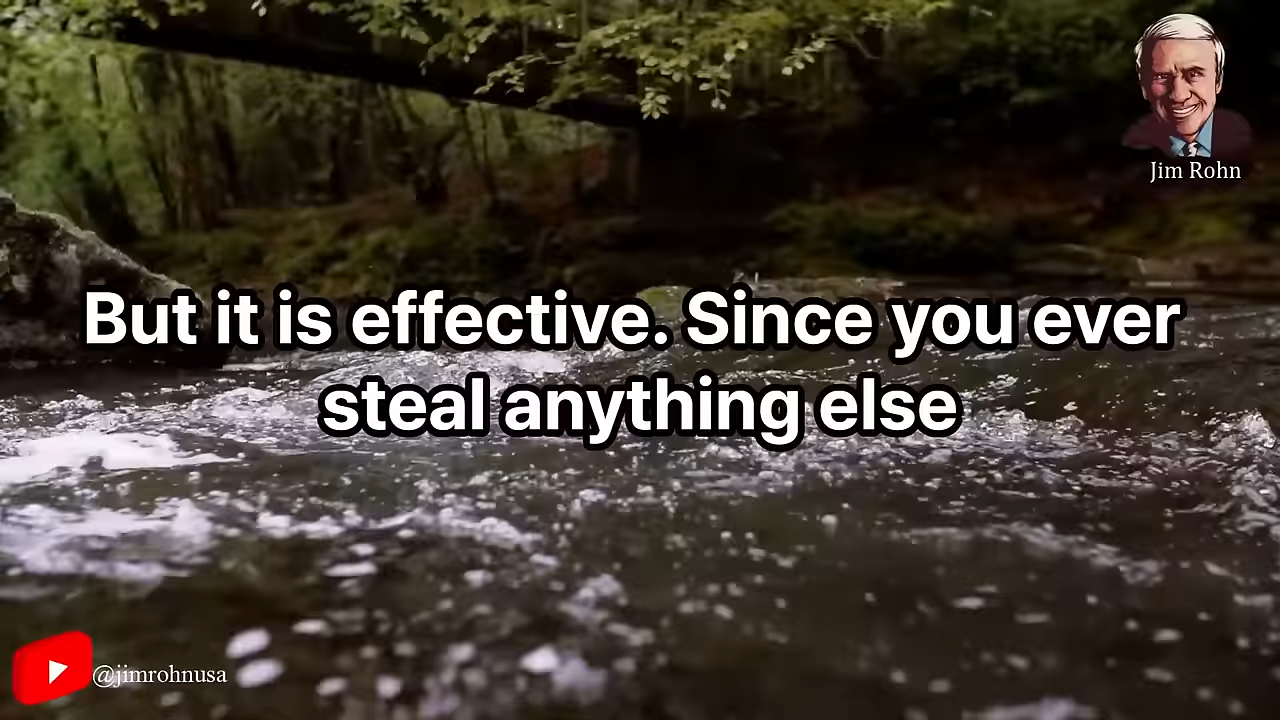 Jim Rohn
But it is effective. Since you ever
steal anything else
@jimrohnusa